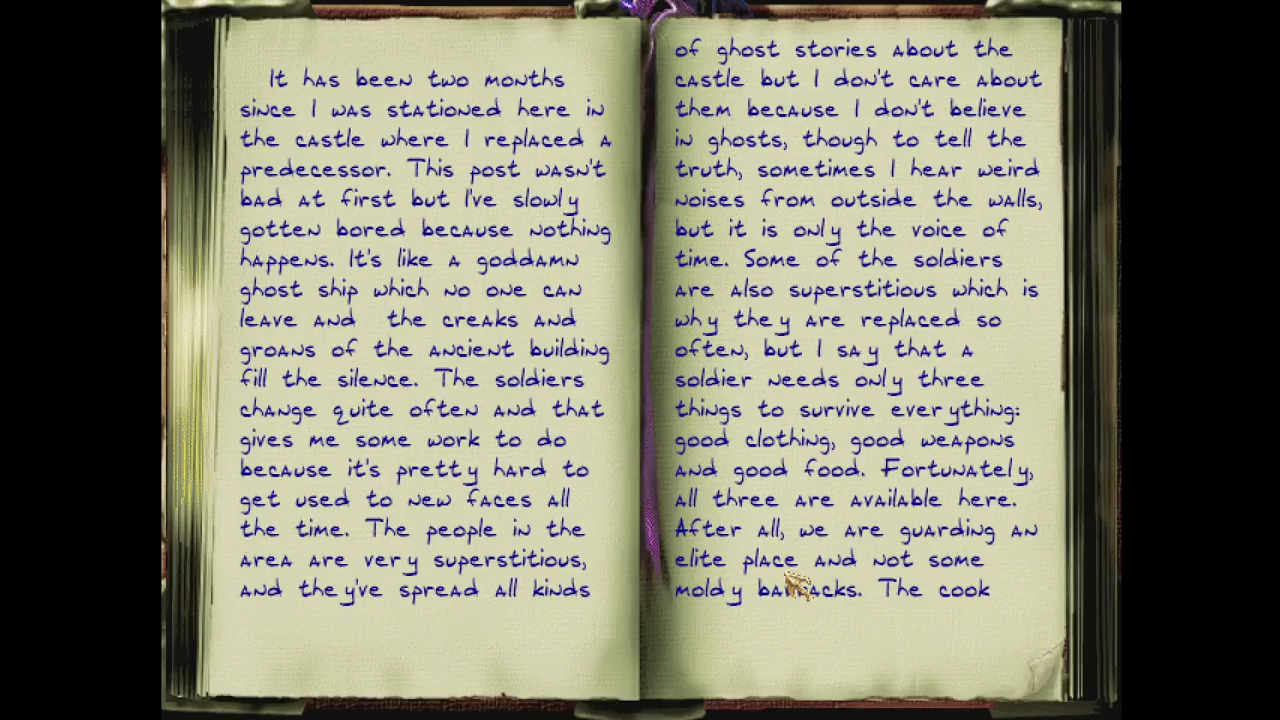 It has been two months
since I was stationed here in
the castle where I replaced a
predecessor. This post wasn't
bad at first but I've slowly
gotten bored because nothing
happens. It's like a goddamn
ghost ship which no one can
leave and the creaks and
groans of the ancient building
fill the silence. The soldiers
change quite often and that
gives me some work to do
because it's pretty hard to
get used to new faces all
the time. The people in the
area are very superstitious,
and they've spread all kinds
of ghost stories about the
castle but I don't care about
them because I don't believe
in ghosts, though to tell the
truth, sometimes I hear weird
noises from outside the walls,
but it is only the voice of
time. Some of the soldiers
are also superstitious which is
why they are replaced so
often, but I say that a
soldier needs only three
things to survive everything:
good clothing, good weapons
and good food. Fortunately,
all three are available here.
After all, we are guarding an
elite place and not some
moldy barracks. The cook